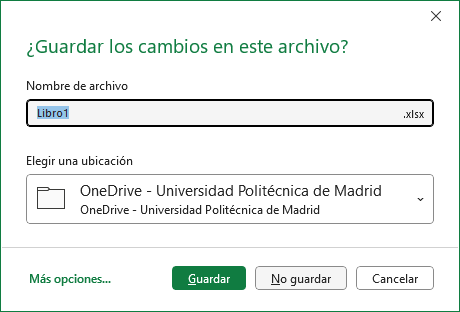 ¿Guardar los cambios en este archivo?
Nombre de archivo
Libro1 .xlsx
Elegir una ubicación
OneDrive - Universidad Politécnica de Madrid
OneDrive - Universidad Politécnica de Madrid
Más opciones... Guardar No guardar Cancelar